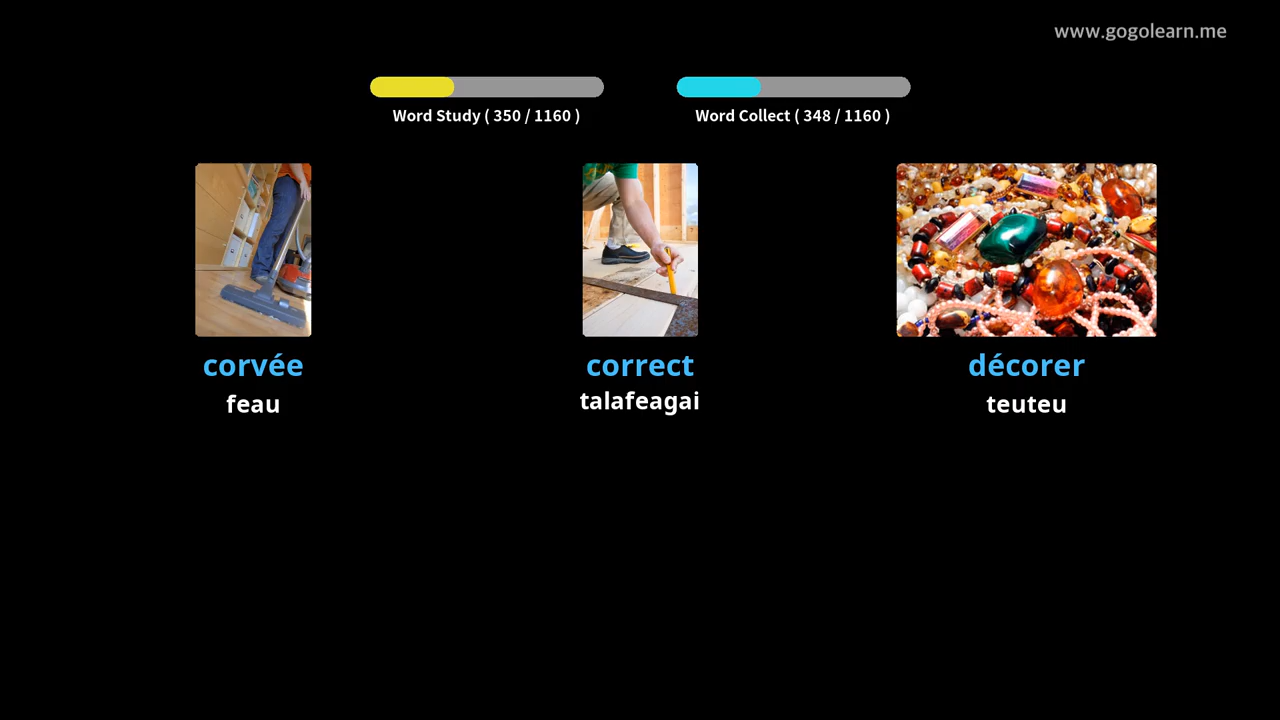 www.gogolearn.me
Word Study ( 350 / 1160 )
Word Collect ( 348 / 1160 )
corvée
feau
correct
talafeagai
décorer
teuteu